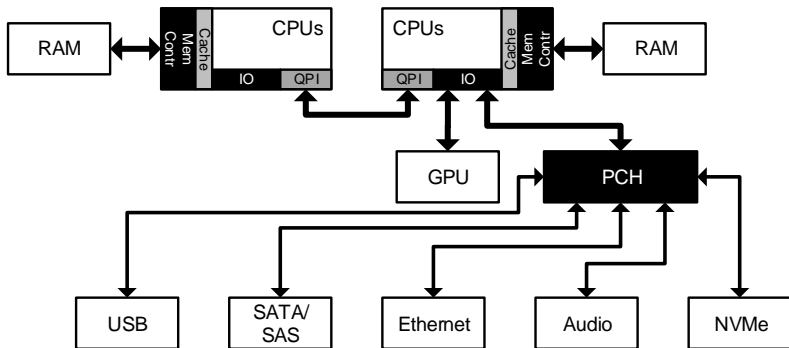 RAM
Mem
Contr
Cache
CPUs
IO
QPI
CPUs
QPI
IO
Cache
Mem
Contr
RAM
GPU
PCH
USB
SATA/
SAS
Ethernet
Audio
NVMe